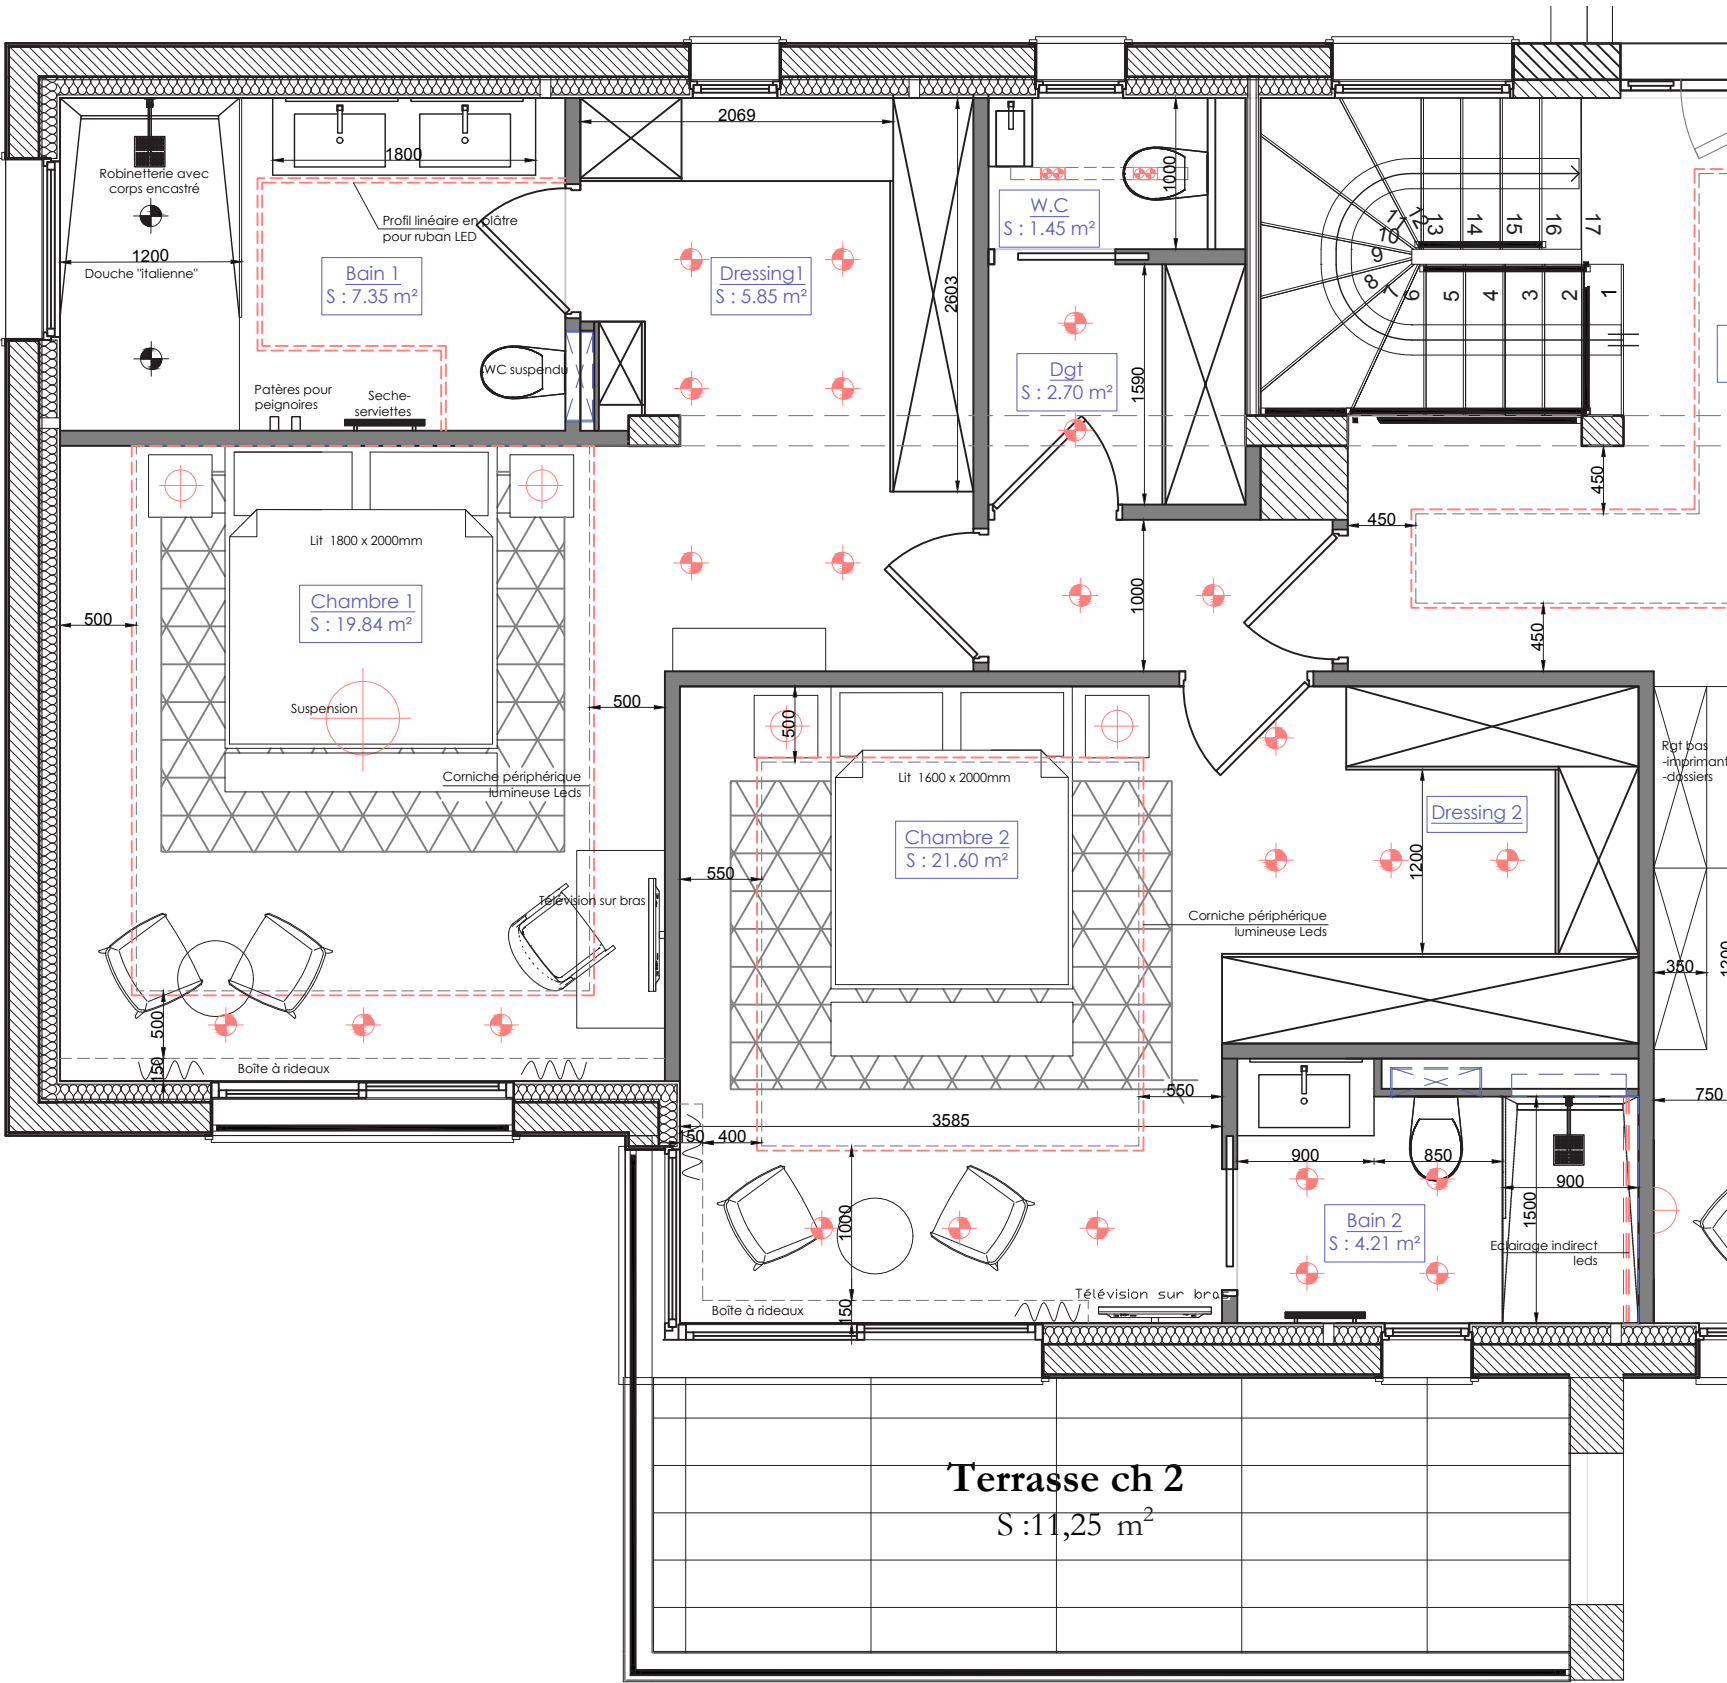 2069
1800
Robinetterie avec
corps encastré
Profil linéaire en plâtre
pour ruban LED
1200
Douche "italienne"
Bain 1
S : 7.35 m²
Dressing1
S : 5.85 m²
2603
1000
W.C
S : 1.45 m²
Dgt
S : 2.70 m²
1590
WC suspendu
Patères pour
peignoires
Seche-
serviettes
1
2
3
4
5
6
7
8
9
10
11
12
13
14
15
16
17
450
450
450
1000
Lit 1800 x 2000mm
Chambre 1
S : 19.84 m²
500
500
Suspension
Corniche périphérique
lumineuse Leds
Télévision sur bras
500
150
Boîte à rideaux
500
Lit 1600 x 2000mm
Chambre 2
S : 21.60 m²
550
Corniche périphérique
lumineuse Leds
Dressing 2
1200
Rgt bas
-imprimant
-dossiers
350
1200
750
550
3585
150
400
1000
150
Boîte à rideaux
Télévision sur bras
900
850
900
1500
Bain 2
S : 4.21 m²
Eclairage indirect
leds
Terrasse ch 2
S :11,25 m²